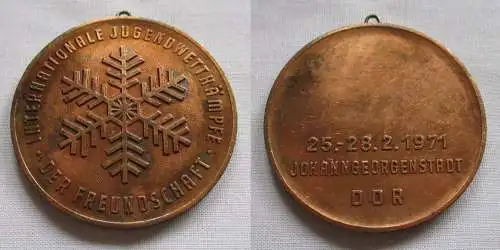 INTERNATIONALE JUGENDWETTKÄMPFE
· DER FREUNDSCHAFT ·
25.-28.2.1971
JOHANNGEORGENSTADT
DDR